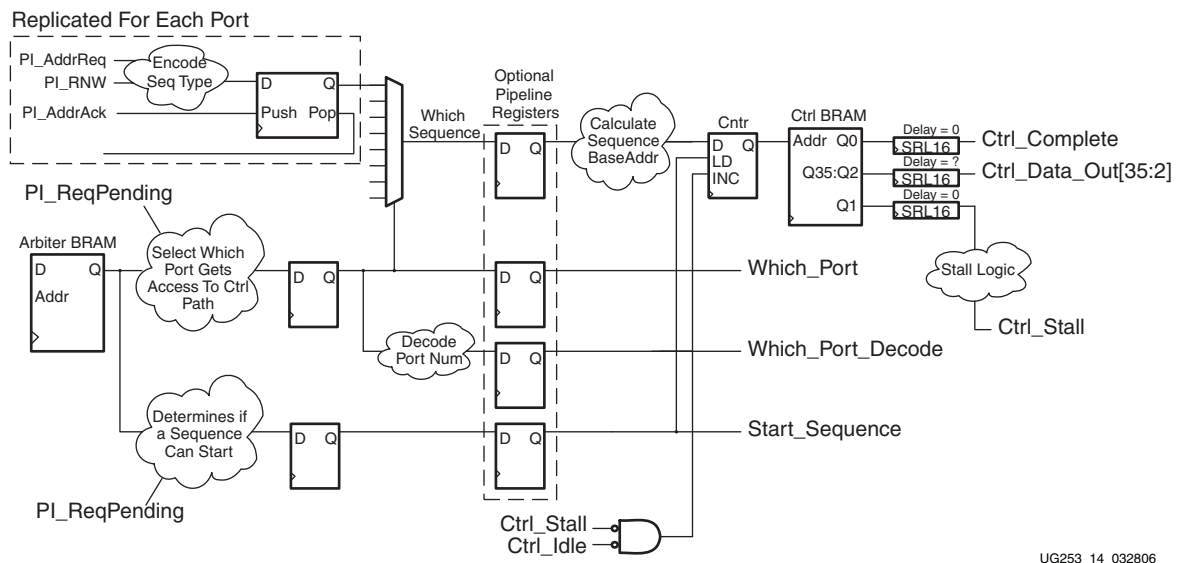 Replicated For Each Port
PI_AddrReq
PI_RNW
PI_AddrAck
Encode
Seq Type
D Q
Push Pop
Which
Sequence
Optional
Pipeline
Registers
D Q
Calculate
Sequence
BaseAddr
Cntr
D Q
LD
INC
Ctrl BRAM
Addr Q0
Q35:Q2
Q1
Delay = 0
SRL16
Ctrl_Complete
Delay = ?
SRL16
Ctrl_Data_Out[35:2]
Delay = 0
SRL16
Stall Logic
Ctrl_Stall
PI_ReqPending
Arbiter BRAM
D Q
Addr
Select Which
Port Gets
Access To Ctrl
Path
D Q
D Q
Which_Port
Decode
Port Num
D Q
Which_Port_Decode
Determines if
a Sequence
Can Start
D Q
D Q
Start_Sequence
PI_ReqPending
Ctrl_Stall
Ctrl_Idle
UG253_14_032806